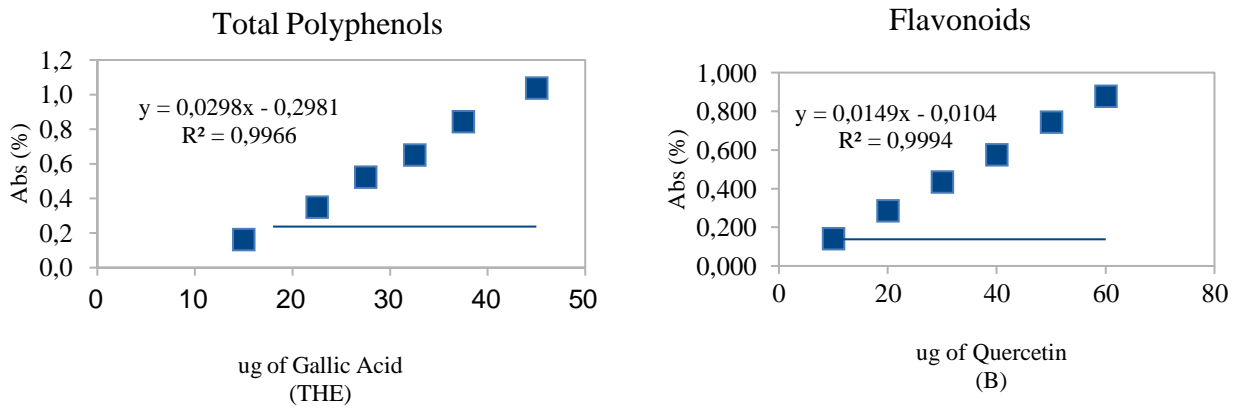 Total Polyphenols
1,2
1,0
0,8
0,6
0,4
0,2
0,0
Abs (%)
y = 0,0298x - 0,2981
R² = 0,9966
0 10 20 30 40 50
ug of Gallic Acid
(THE)
Flavonoids
1,000
0,800
0,600
0,400
0,200
0,000
Abs (%)
y = 0,0149x - 0,0104
R² = 0,9994
0 20 40 60 80
ug of Quercetin
(B)